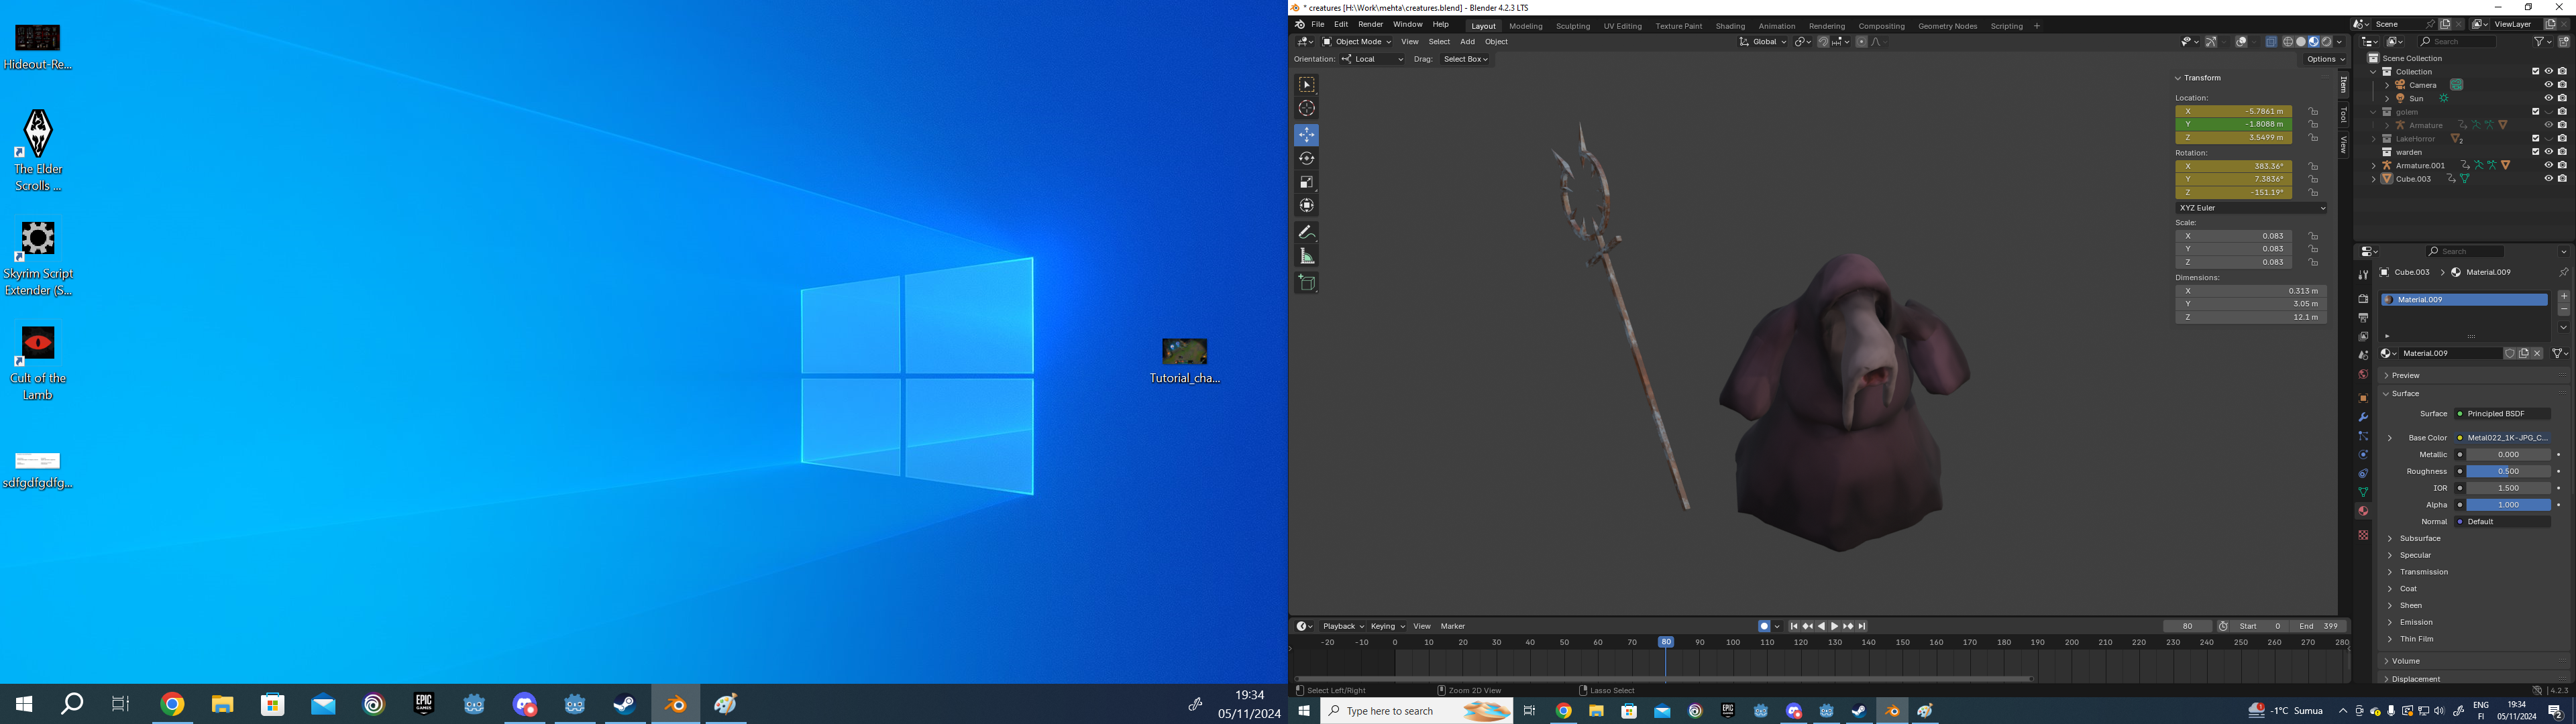 Hideout-Re...
The Elder
Scrolls ...
Skyrim Script
Extender (S...
Cult of the
Lamb
sdfgdfgdfg...
Tutorial_cha...
19:34
05/11/2024
* creatures [H:\Work\mehta\creatures.blend] - Blender 4.2.3 LTS
File Edit Render Window Help Layout Modeling Sculpting UV Editing Texture Paint Shading Animation Rendering Compositing Geometry Nodes Scripting + Scene ViewLayer
Object Mode View Select Add Object Global
Orientation: Local Drag: Select Box Options
Transform
Location:
X -5.7861 m
Y -1.8088 m
Z 3.5499 m
Rotation:
X 383.36°
Y 7.3836°
Z -151.19°
XYZ Euler
Scale:
X 0.083
Y 0.083
Z 0.083
Dimensions:
X 0.313 m
Y 3.05 m
Z 12.1 m
Item
Tool
View
Search
Scene Collection
Collection
Camera
Sun
golem
Armature
LakeHorror 2
warden
Armature.001
Cube.003
Search
Cube.003 > Material.009
Material.009
Material.009
Preview
Surface
Surface Principled BSDF
Base Color Metal022_1K-JPG_C...
Metallic 0.000
Roughness 0.500
IOR 1.500
Alpha 1.000
Normal Default
Subsurface
Specular
Transmission
Coat
Sheen
Emission
Thin Film
Volume
Displacement
Playback Keying View Marker 80 Start 0 End 399
-20 -10 0 10 20 30 40 50 60 70 80 90 100 110 120 130 140 150 160 170 180 190 200 210 220 230 240 250 260 270 280
Select Left/Right Zoom 2D View Lasso Select 4.2.3
Type here to search
EPIC
GAMES
-1°C Sumua
ENG
FI
19:34
05/11/2024